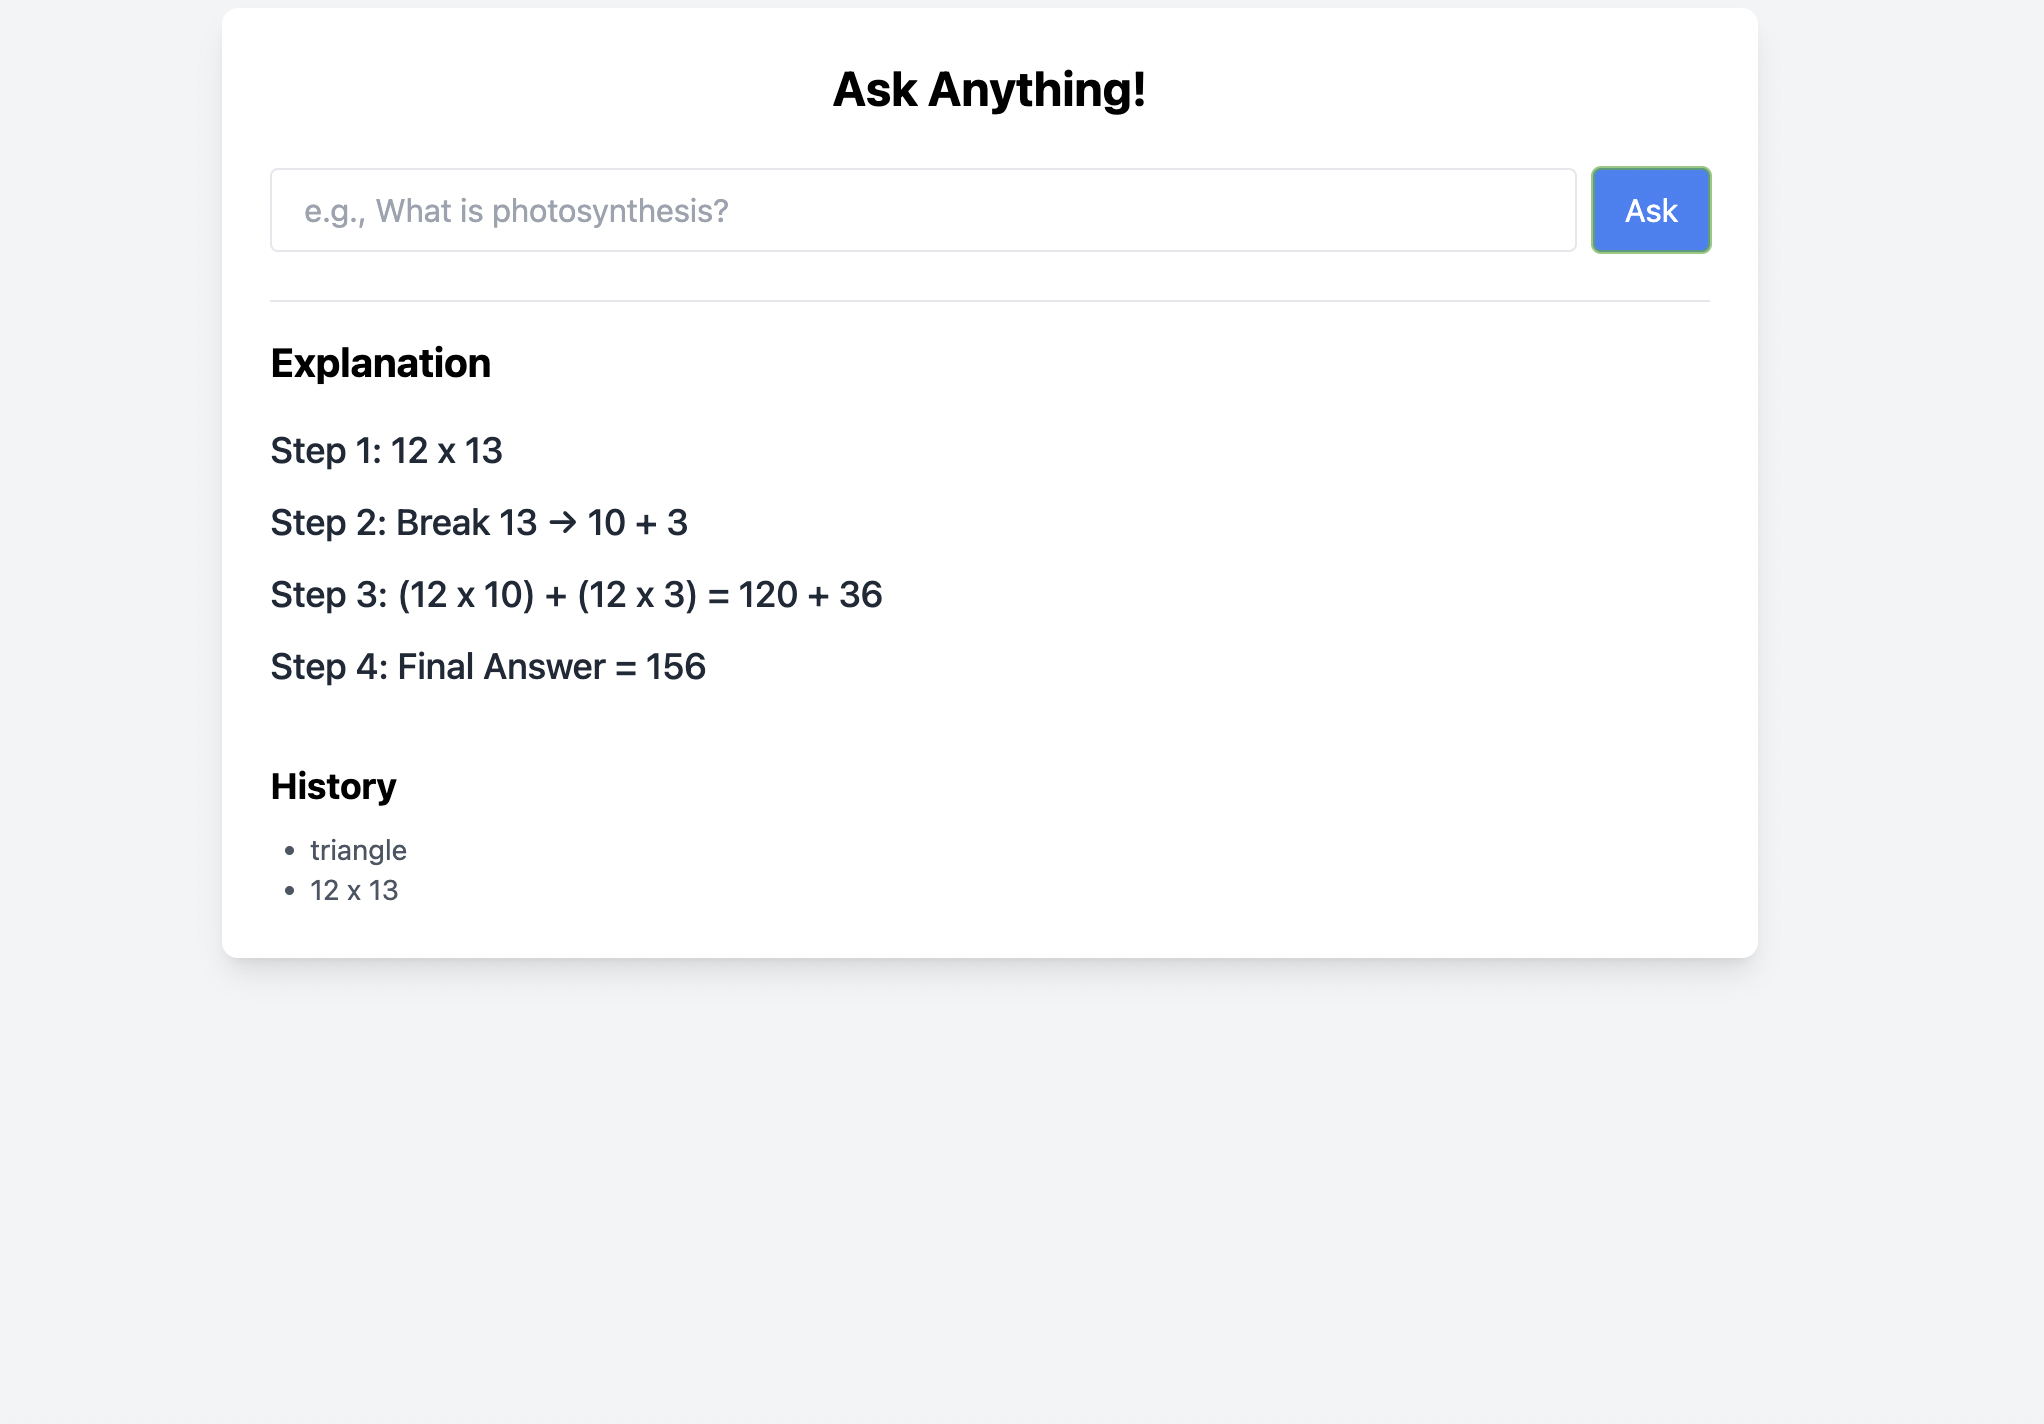 Ask Anything!
e.g., What is photosynthesis?
Ask
Explanation
Step 1: 12 x 13
Step 2: Break 13 → 10 + 3
Step 3: (12 x 10) + (12 x 3) = 120 + 36
Step 4: Final Answer = 156
History
• triangle
• 12 x 13